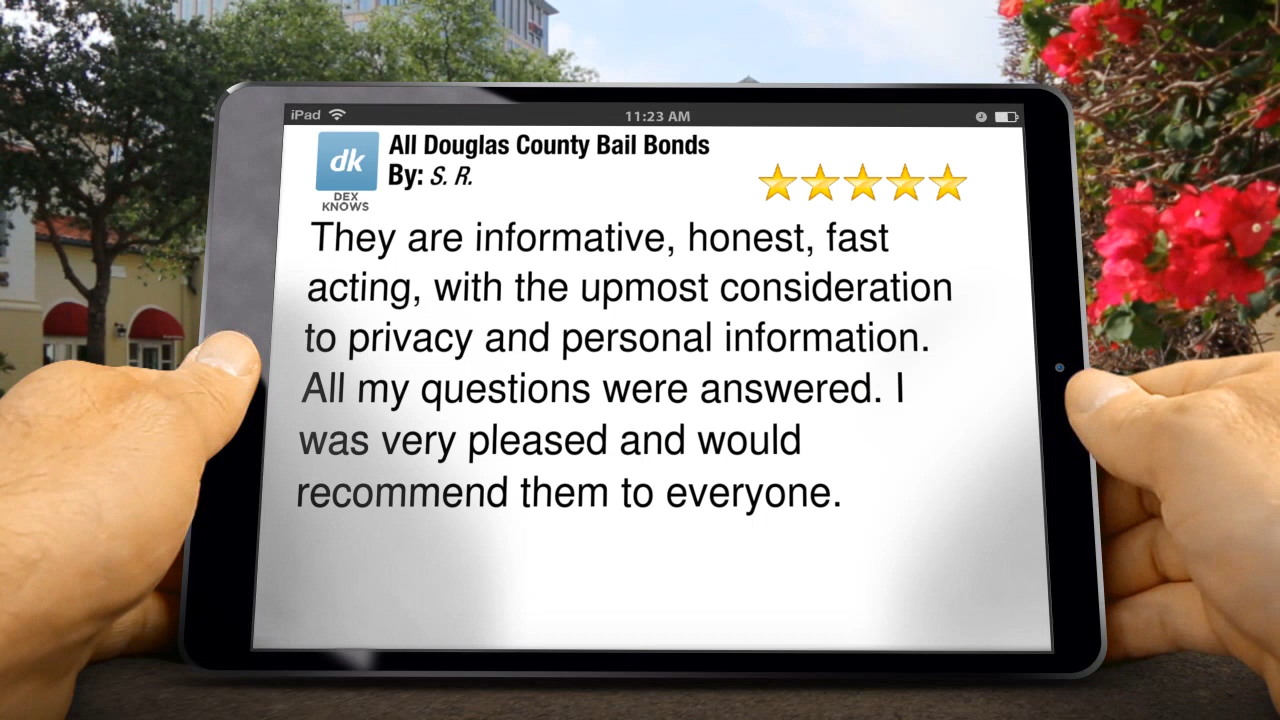 iPad 11:23 AM
dk
DEX
KNOWS
All Douglas County Bail Bonds
By: S. R.
They are informative, honest, fast
acting, with the upmost consideration
to privacy and personal information.
All my questions were answered. I
was very pleased and would
recommend them to everyone.